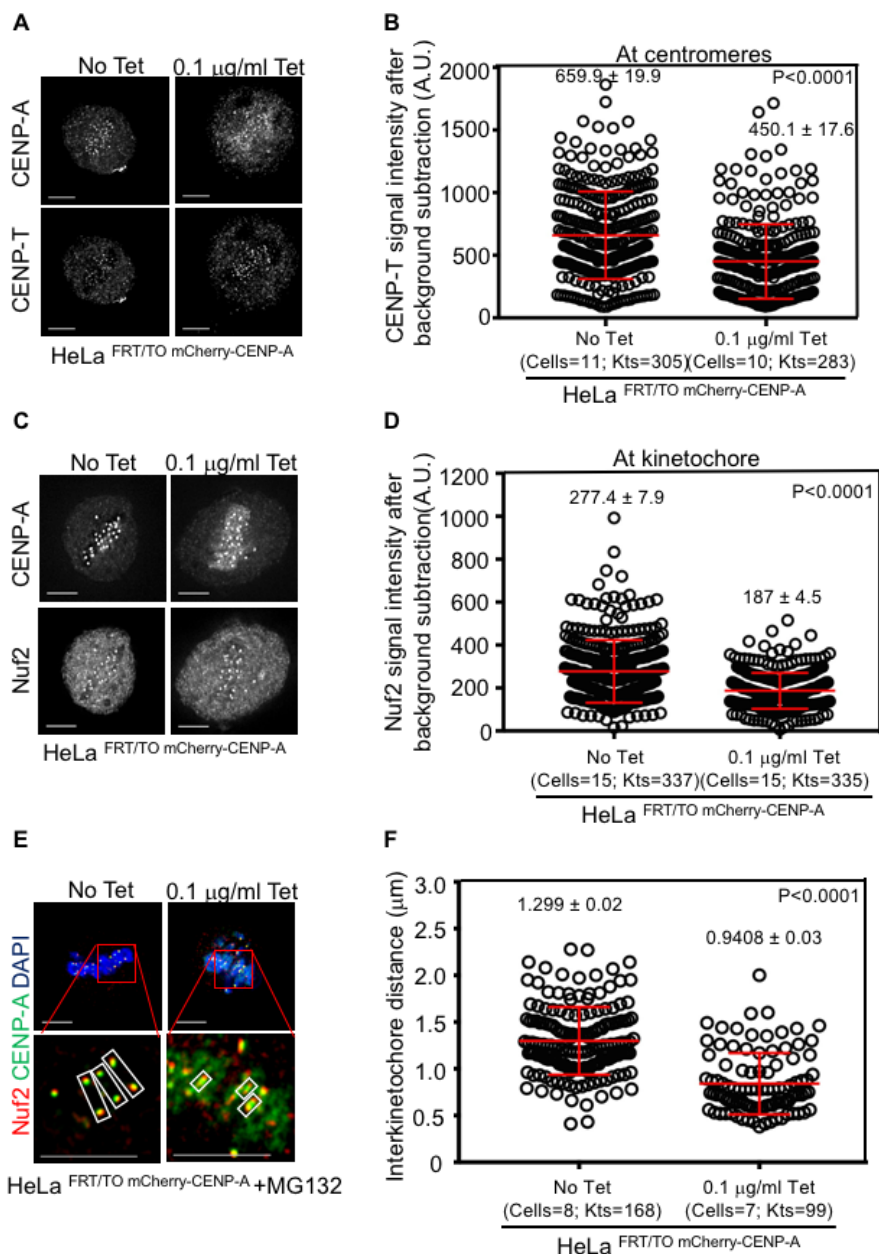 A
No Tet
0.1 μg/ml Tet
CENP-A
CENP-T
HeLa FRT/TO mCherry-CENP-A
B
At centromeres
CENP-T signal intensity after
background subtraction (A.U.)
2000
1500
1000
500
0
659.9 ± 19.9
P<0.0001
450.1 ± 17.6
No Tet
0.1 μg/ml Tet
(Cells=11; Kts=305)
(Cells=10; Kts=283)
HeLa FRT/TO mCherry-CENP-A
C
No Tet
0.1 μg/ml Tet
CENP-A
Nuf2
HeLa FRT/TO mCherry-CENP-A
D
At kinetochore
Nuf2 signal intensity after
background subtraction(A.U.)
1200
1000
800
600
400
200
0
277.4 ± 7.9
P<0.0001
187 ± 4.5
No Tet
0.1 μg/ml Tet
(Cells=15; Kts=337)
(Cells=15; Kts=335)
HeLa FRT/TO mCherry-CENP-A
E
No Tet
0.1 μg/ml Tet
Nuf2 CENP-A DAPI
HeLa FRT/TO mCherry-CENP-A +MG132
F
Interkinetochore distance (μm)
3.0
2.5
2.0
1.5
1.0
0.5
0
1.299 ± 0.02
P<0.0001
0.9408 ± 0.03
No Tet
0.1 μg/ml Tet
(Cells=8; Kts=168)
(Cells=7; Kts=99)
HeLa FRT/TO mCherry-CENP-A